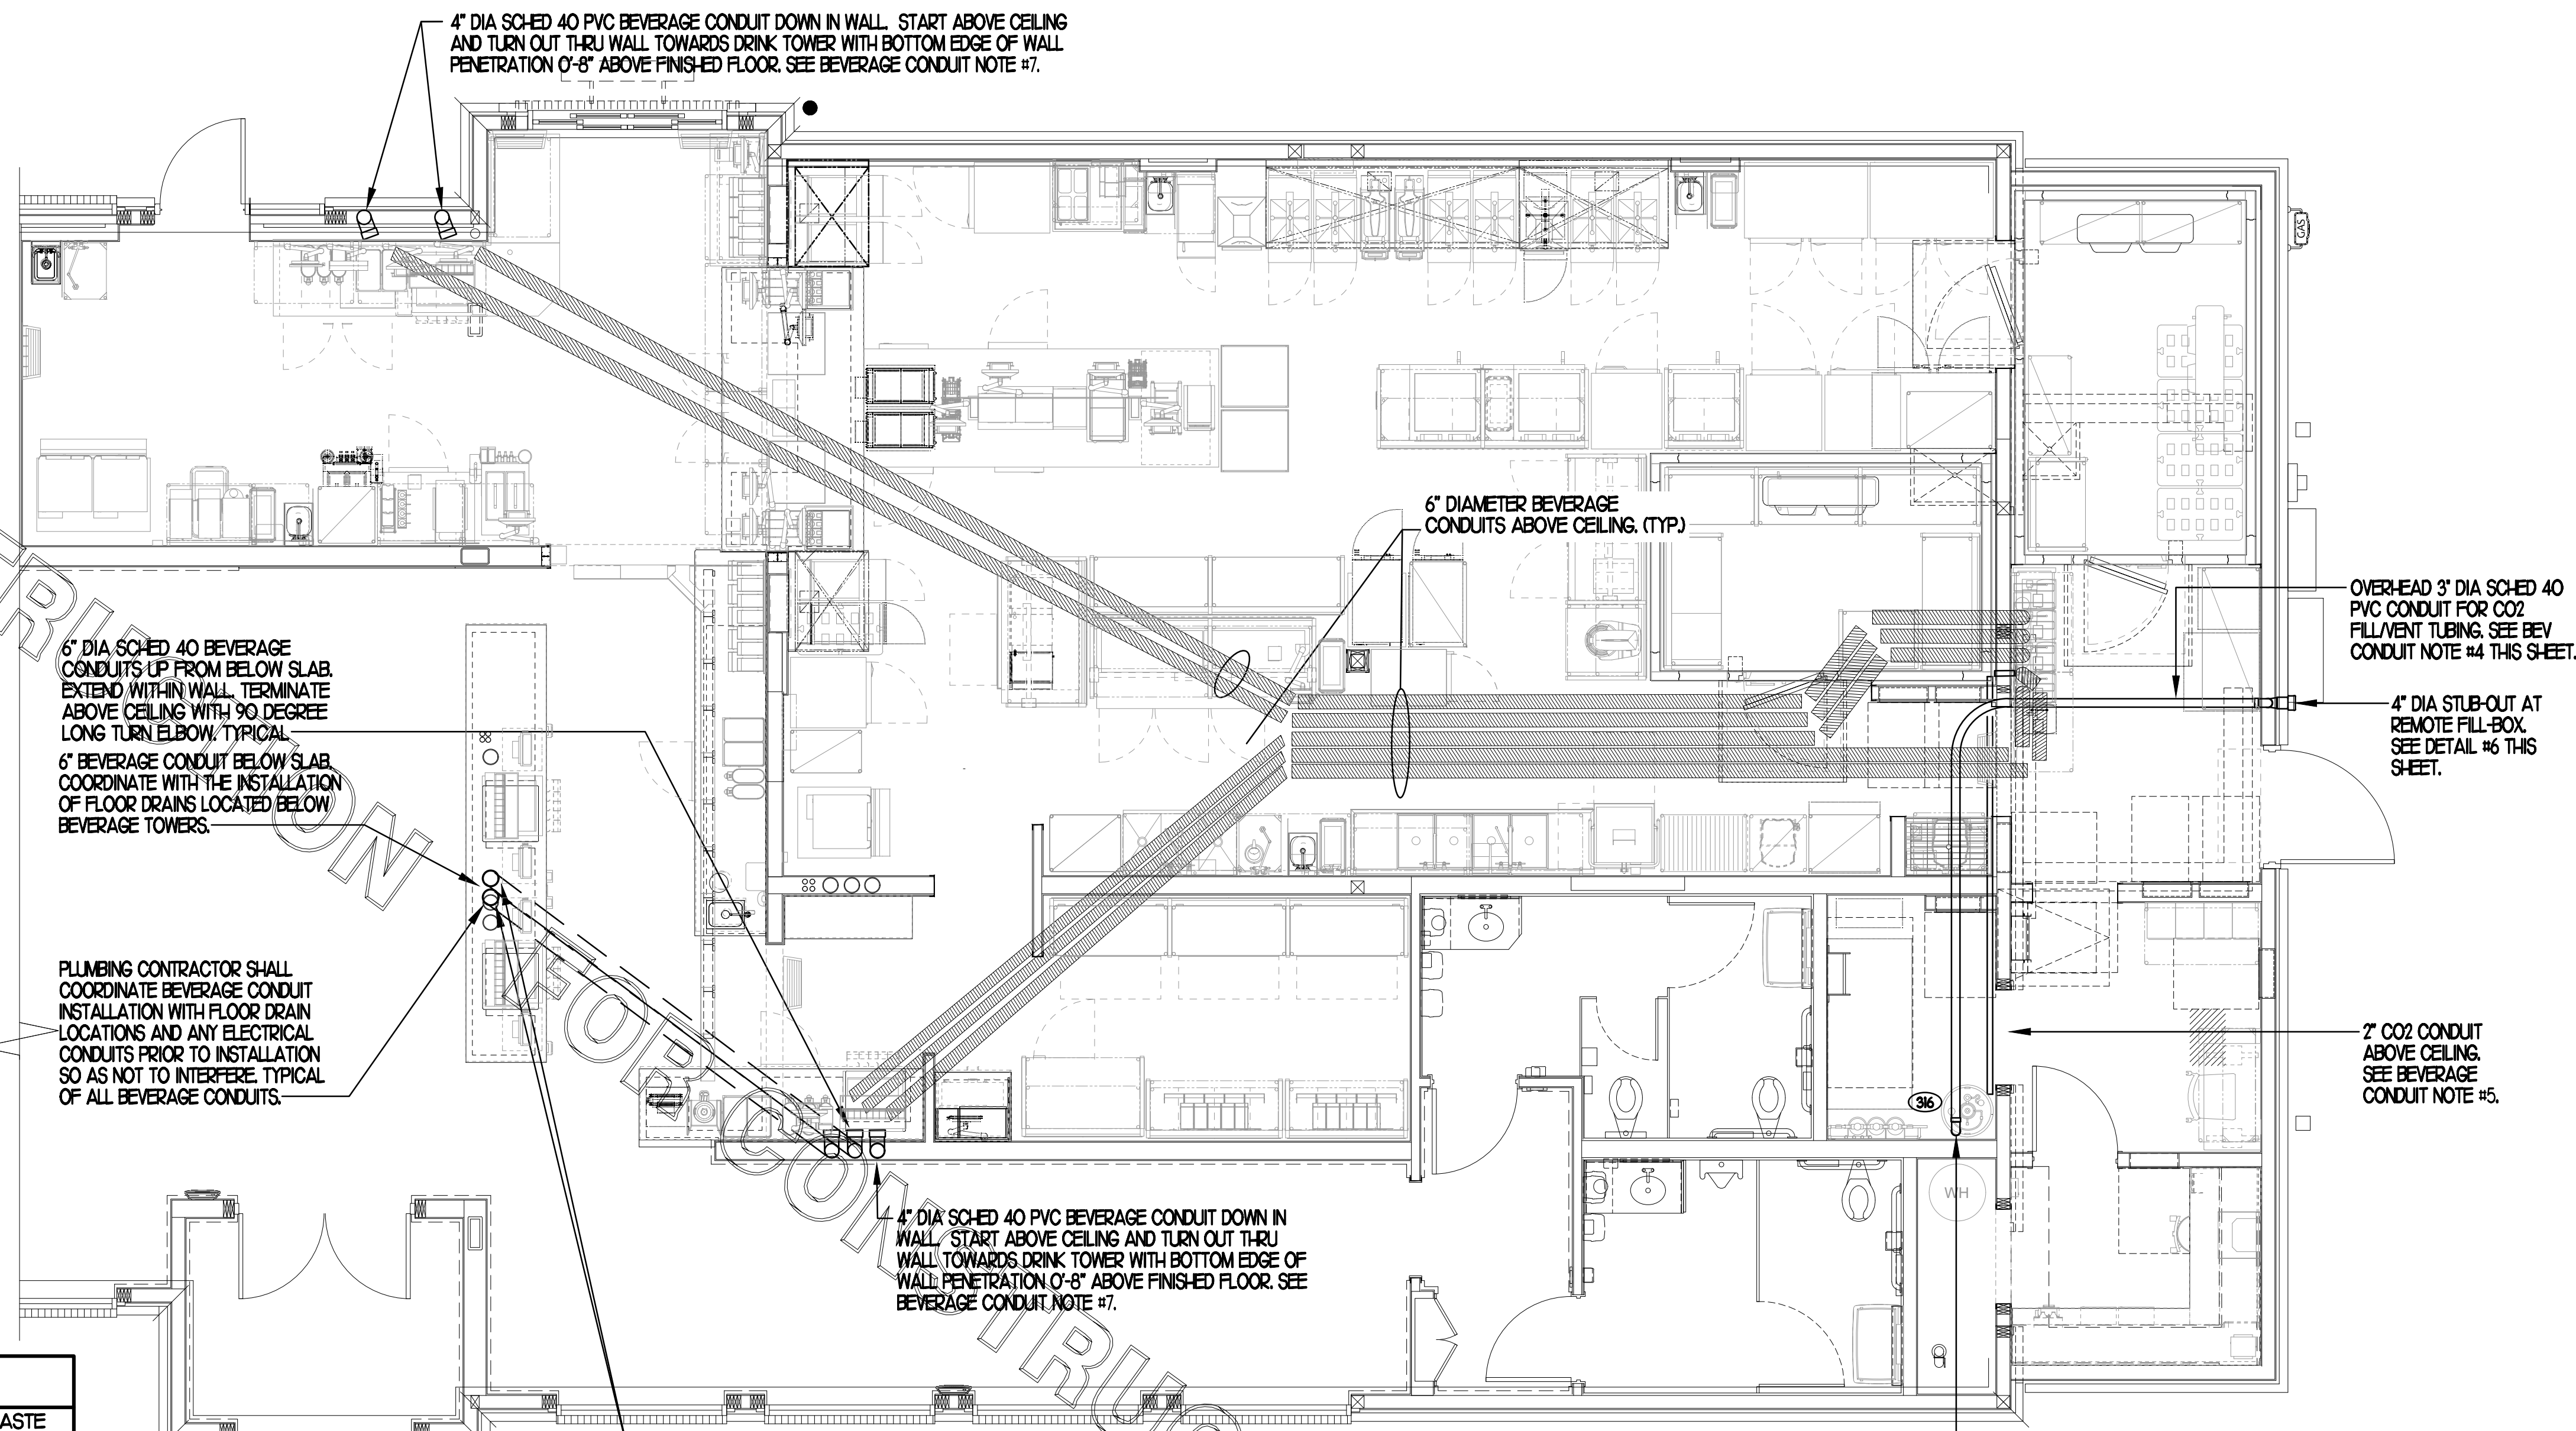 4" DIA SCHED 40 PVC BEVERAGE CONDUIT DOWN IN WALL. START ABOVE CEILING
AND TURN OUT THRU WALL TOWARDS DRINK TOWER WITH BOTTOM EDGE OF WALL
PENETRATION 0'-8" ABOVE FINISHED FLOOR. SEE BEVERAGE CONDUIT NOTE #7.
GAS
6" DIAMETER BEVERAGE
CONDUITS ABOVE CEILING. (TYP.)
OVERHEAD 3" DIA SCHED 40
PVC CONDUIT FOR CO2
FILL/VENT TUBING. SEE BEV
CONDUIT NOTE #4 THIS SHEET.
6" DIA SCHED 40 BEVERAGE
CONDUITS UP FROM BELOW SLAB.
EXTEND WITHIN WALL. TERMINATE
ABOVE CEILING WITH 90 DEGREE
LONG TURN ELBOW. TYPICAL
4" DIA STUB-OUT AT
REMOTE FILL-BOX.
SEE DETAIL #6 THIS
SHEET.
6" BEVERAGE CONDUIT BELOW SLAB.
COORDINATE WITH THE INSTALLATION
OF FLOOR DRAINS LOCATED BELOW
BEVERAGE TOWERS.
PLUMBING CONTRACTOR SHALL
COORDINATE BEVERAGE CONDUIT
INSTALLATION WITH FLOOR DRAIN
LOCATIONS AND ANY ELECTRICAL
CONDUITS PRIOR TO INSTALLATION
SO AS NOT TO INTERFERE. TYPICAL
OF ALL BEVERAGE CONDUITS.
2" CO2 CONDUIT
ABOVE CEILING.
SEE BEVERAGE
CONDUIT NOTE #5.
316
WH
4" DIA SCHED 40 PVC BEVERAGE CONDUIT DOWN IN
WALL. START ABOVE CEILING AND TURN OUT THRU
WALL TOWARDS DRINK TOWER WITH BOTTOM EDGE OF
WALL PENETRATION 0'-8" ABOVE FINISHED FLOOR. SEE
BEVERAGE CONDUIT NOTE #7.
TRUCTION FOR CONSTRUC
ASTE